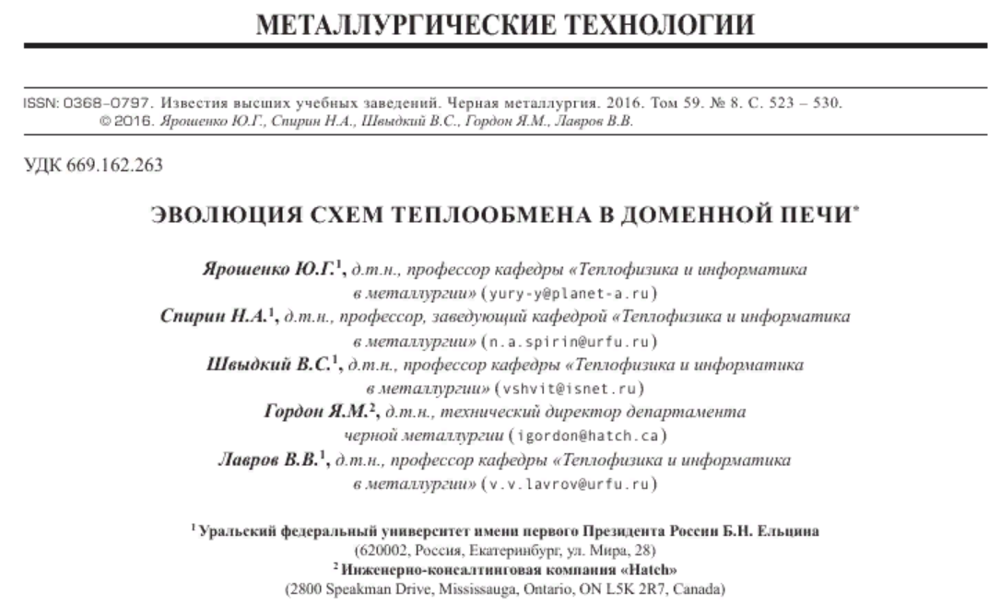 МЕТАЛЛУРГИЧЕСКИЕ ТЕХНОЛОГИИ
ISSN: 0368–0797. Известия высших учебных заведений. Черная металлургия. 2016. Том 59. № 8. С. 523 – 530.
© 2016. Ярошенко Ю.Г., Спирин Н.А., Швыдкий В.С., Гордон Я.М., Лавров В.В.
УДК 669.162.263
ЭВОЛЮЦИЯ СХЕМ ТЕПЛООБМЕНА В ДОМЕННОЙ ПЕЧИ*
Ярошенко Ю.Г.¹, д.т.н., профессор кафедры «Теплофизика и информатика
в металлургии» (yury-y@planet-a.ru)
Спирин Н.А.¹, д.т.н., профессор, заведующий кафедрой «Теплофизика и информатика
в металлургии» (n.a.spirin@urfu.ru)
Швыдкий В.С.¹, д.т.н., профессор кафедры «Теплофизика и информатика
в металлургии» (vshvit@isnet.ru)
Гордон Я.М.², д.т.н., технический директор департамента
черной металлургии (igordon@hatch.ca)
Лавров В.В.¹, д.т.н., профессор кафедры «Теплофизика и информатика
в металлургии» (v.v.lavrov@urfu.ru)
¹ Уральский федеральный университет имени первого Президента России Б.Н. Ельцина
(620002, Россия, Екатеринбург, ул. Мира, 28)
² Инженерно-консалтинговая компания «Hatch»
(2800 Speakman Drive, Mississauga, Ontario, ON L5K 2R7, Canada)